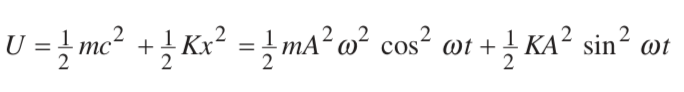 U = ½ mc² + ½ Kx² = ½ mA²ω² cos² ωt + ½ KA² sin² ωt